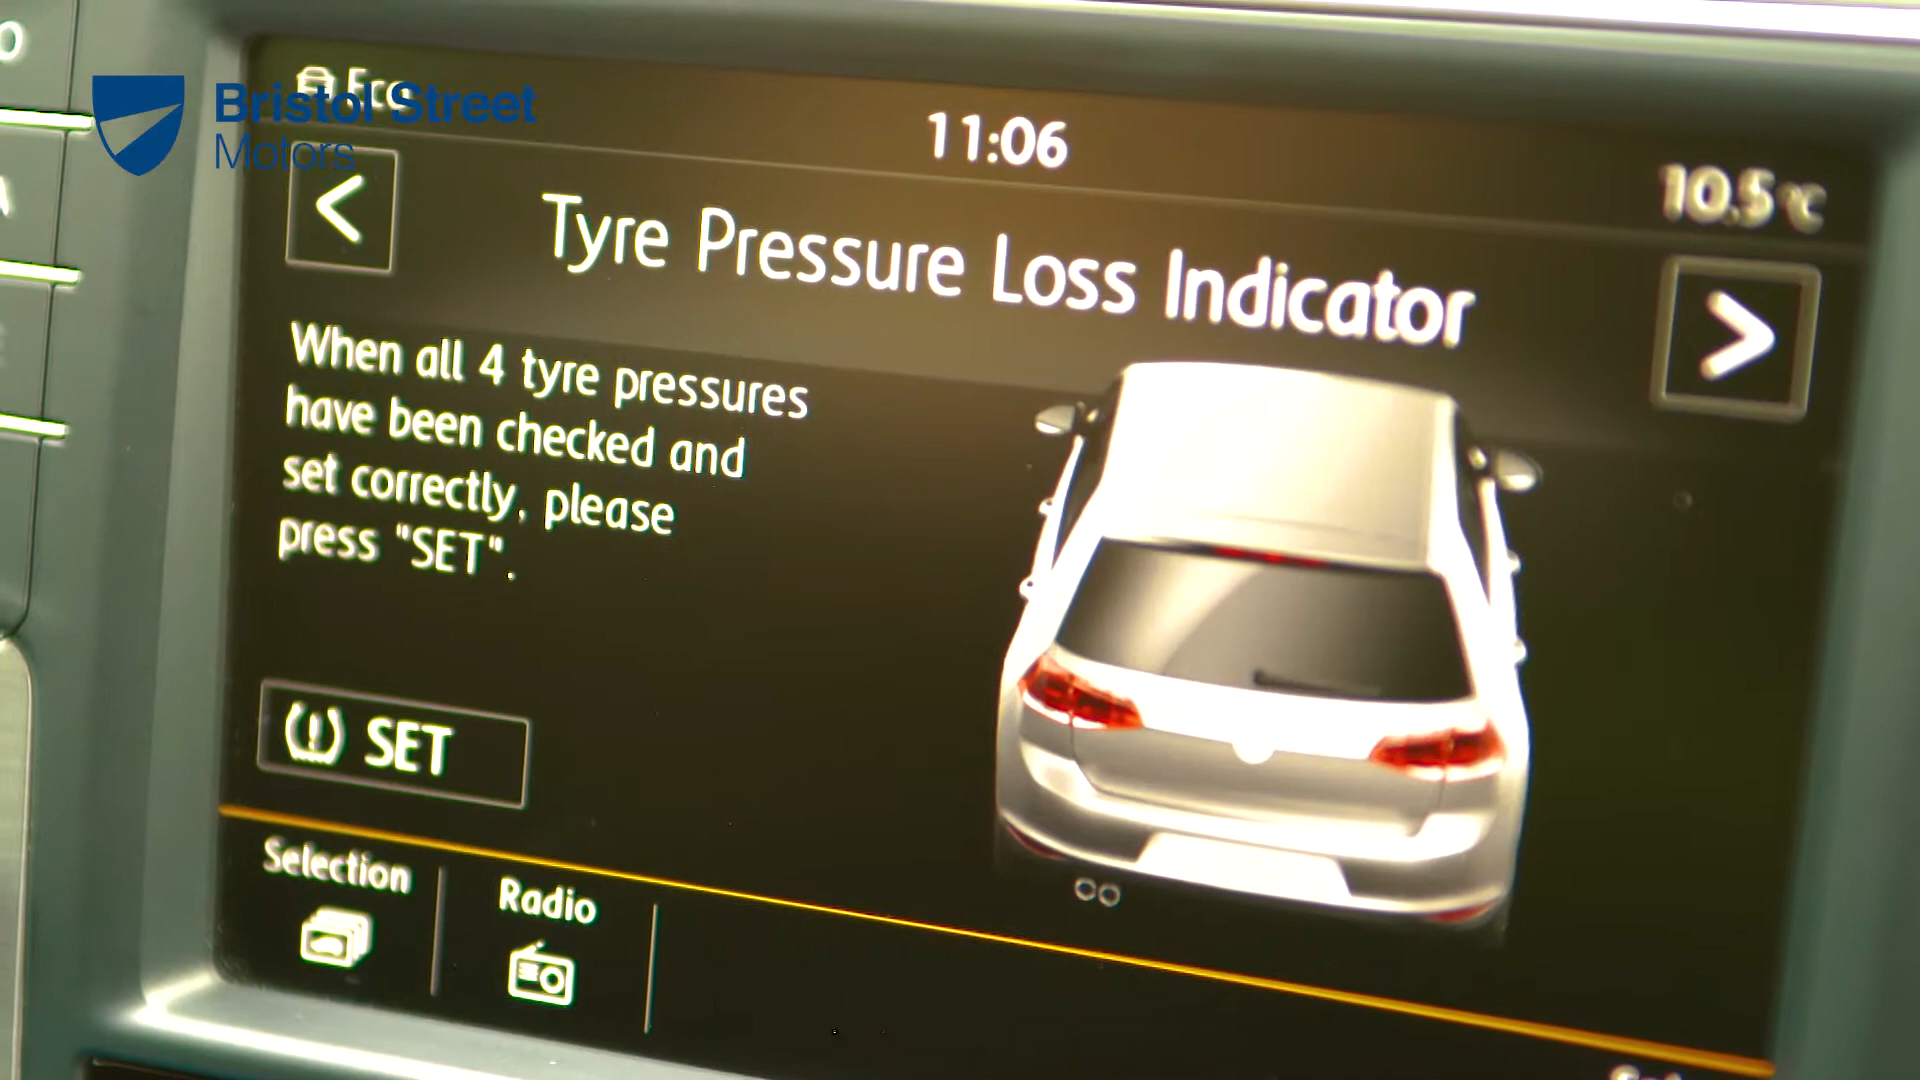 Eco
Bristol Street
Motors
11:06
10.5°C
Tyre Pressure Loss Indicator
When all 4 tyre pressures
have been checked and
set correctly, please
press "SET".
SET
Selection
Radio